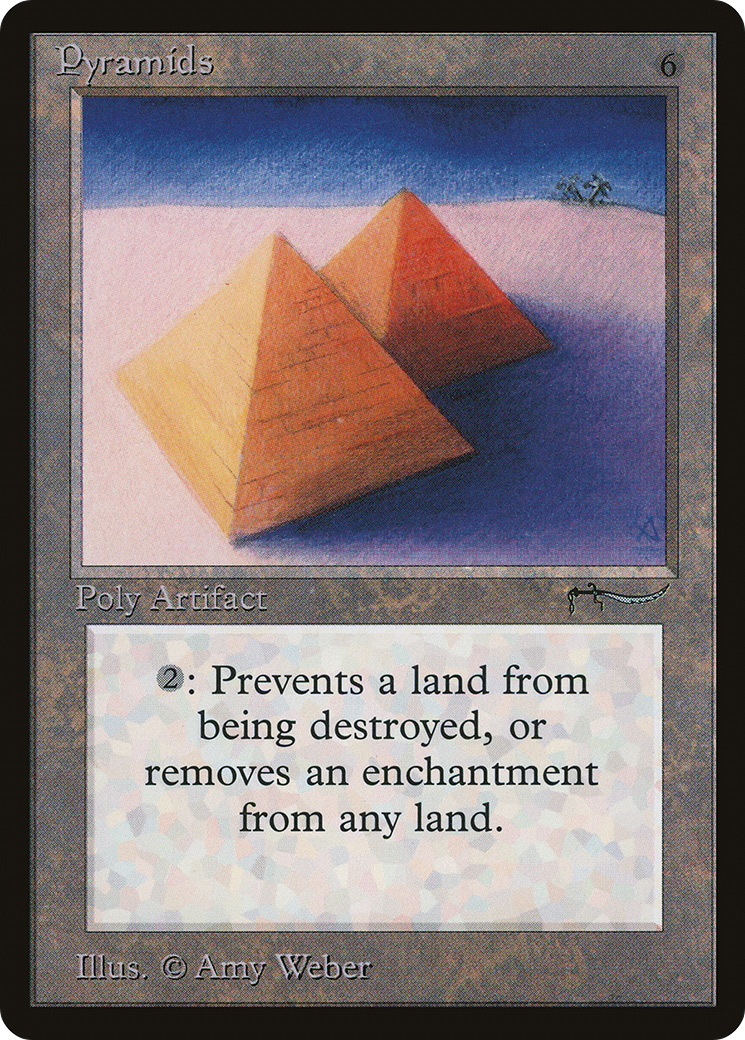 Pyramids 6
Poly Artifact
2: Prevents a land from
being destroyed, or
removes an enchantment
from any land.
Illus. © Amy Weber